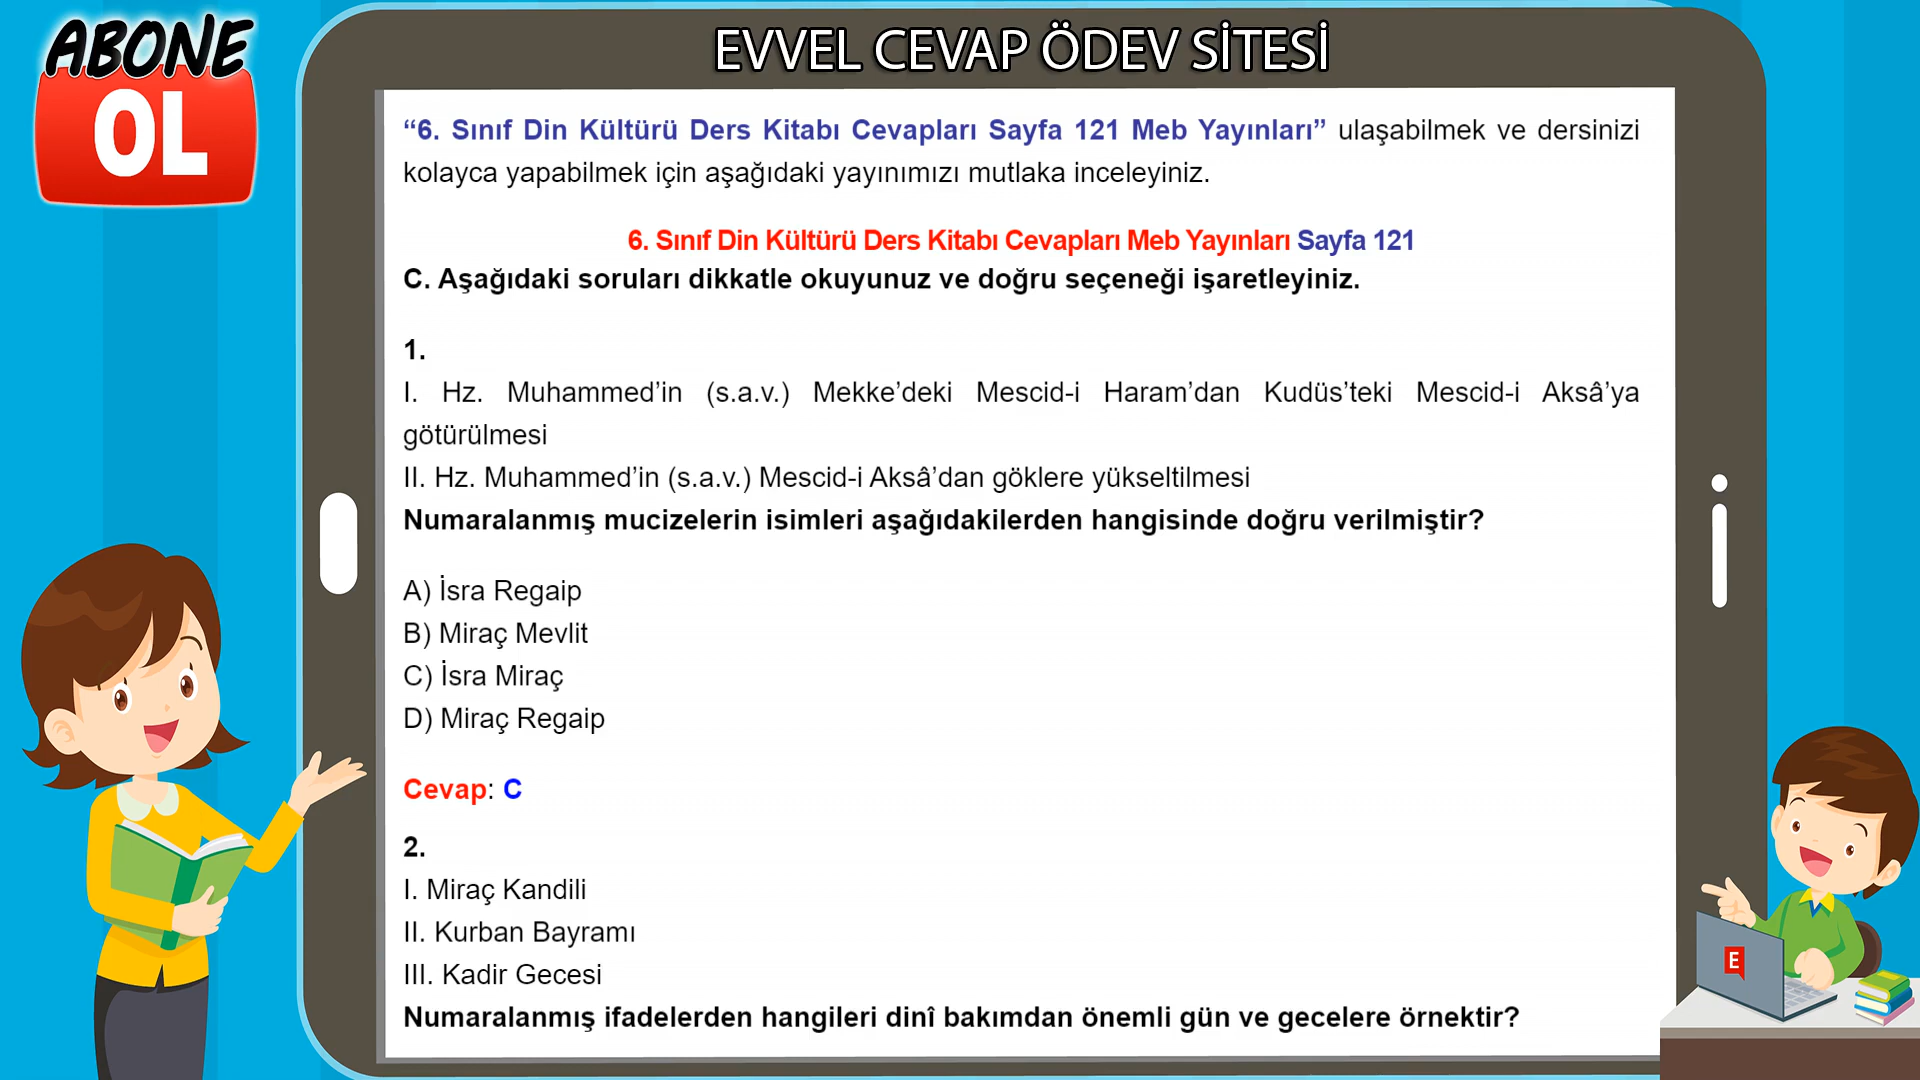 ABONE
OL
EVVEL CEVAP ÖDEV SİTESİ
“6. Sınıf Din Kültürü Ders Kitabı Cevapları Sayfa 121 Meb Yayınları” ulaşabilmek ve dersinizi
kolayca yapabilmek için aşağıdaki yayınımızı mutlaka inceleyiniz.
6. Sınıf Din Kültürü Ders Kitabı Cevapları Meb Yayınları Sayfa 121
C. Aşağıdaki soruları dikkatle okuyunuz ve doğru seçeneği işaretleyiniz.
1.
I. Hz. Muhammed’in (s.a.v.) Mekke’deki Mescid-i Haram’dan Kudüs’teki Mescid-i Aksâ’ya
götürülmesi
II. Hz. Muhammed’in (s.a.v.) Mescid-i Aksâ’dan göklere yükseltilmesi
Numaralanmış mucizelerin isimleri aşağıdakilerden hangisinde doğru verilmiştir?
A) İsra Regaip
B) Miraç Mevlit
C) İsra Miraç
D) Miraç Regaip
Cevap: C
2.
I. Miraç Kandili
II. Kurban Bayramı
III. Kadir Gecesi
Numaralanmış ifadelerden hangileri dinî bakımdan önemli gün ve gecelere örnektir?
E